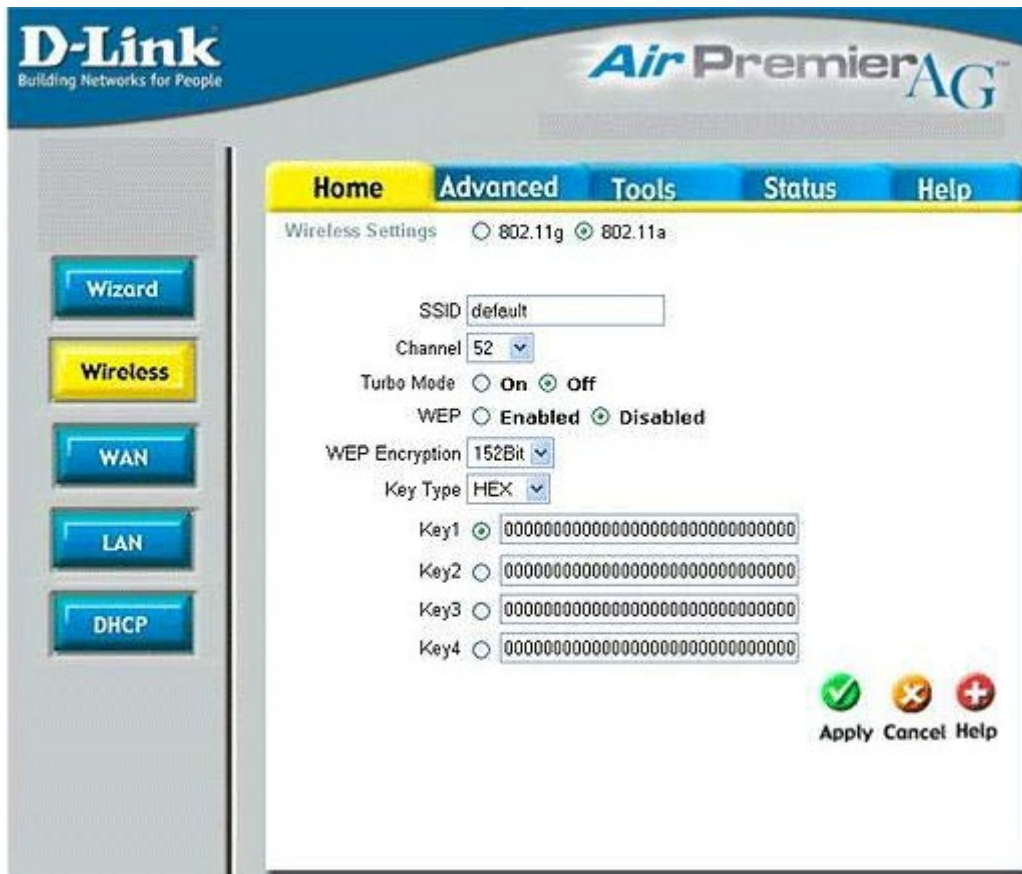 D-Link
Building Networks for People
Air Premier AG™
Home Advanced Tools Status Help
Wireless Settings 802.11g 802.11a
Wizard
Wireless
WAN
LAN
DHCP
SSID default
Channel 52
Turbo Mode On Off
WEP Enabled Disabled
WEP Encryption 152Bit
Key Type HEX
Key1 00000000000000000000000000000000
Key2 00000000000000000000000000000000
Key3 00000000000000000000000000000000
Key4 00000000000000000000000000000000
Apply Cancel Help